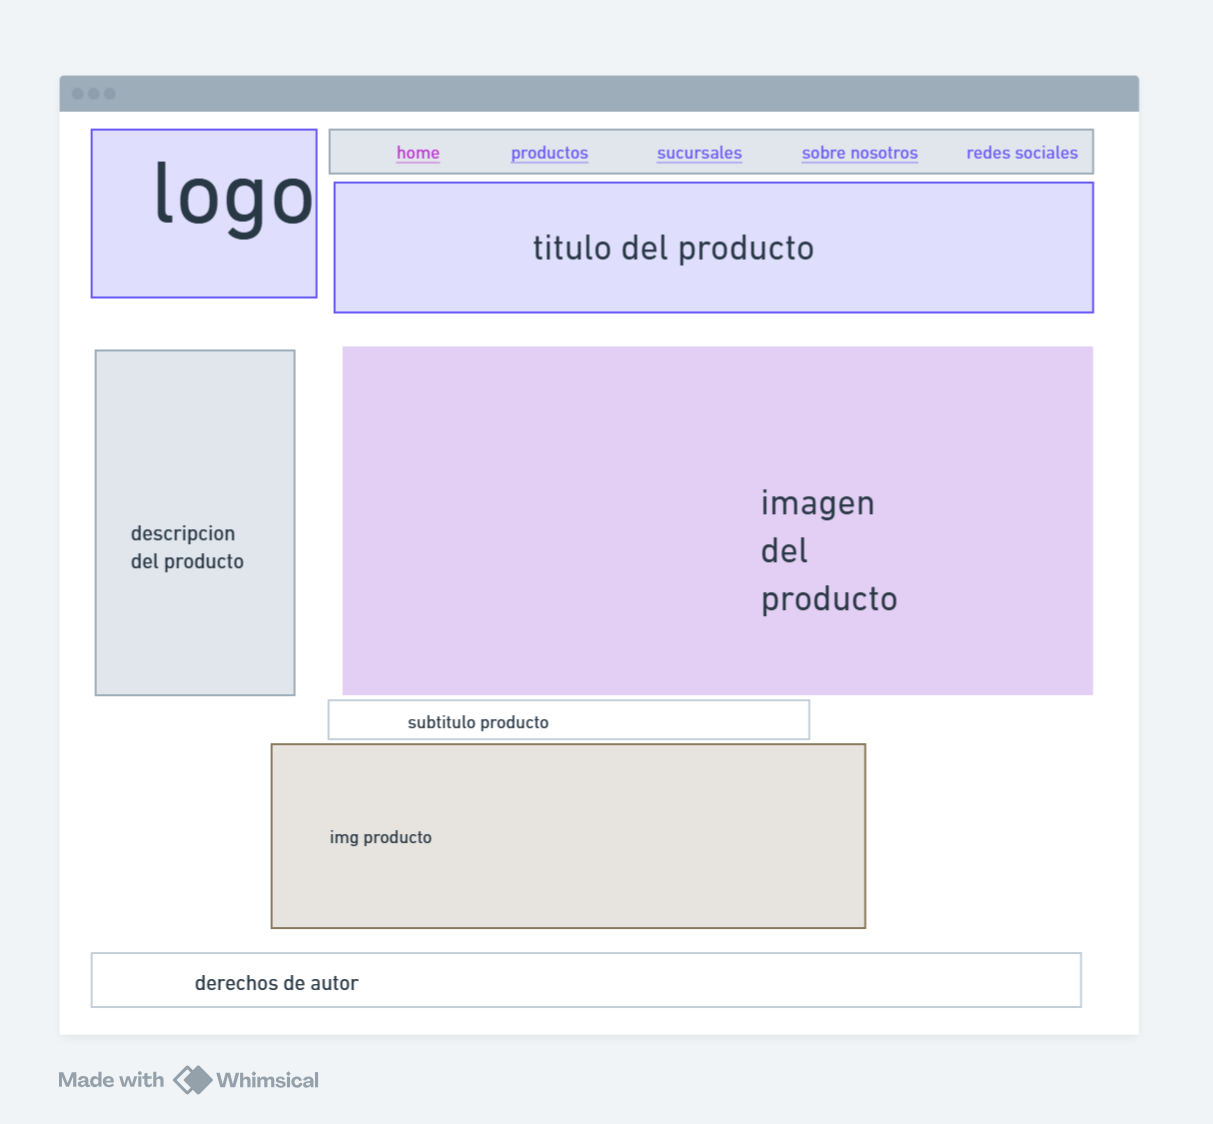 logo
home productos sucursales sobre nosotros redes sociales
titulo del producto
descripcion
del producto
imagen
del
producto
subtitulo producto
img producto
derechos de autor
Made with Whimsical